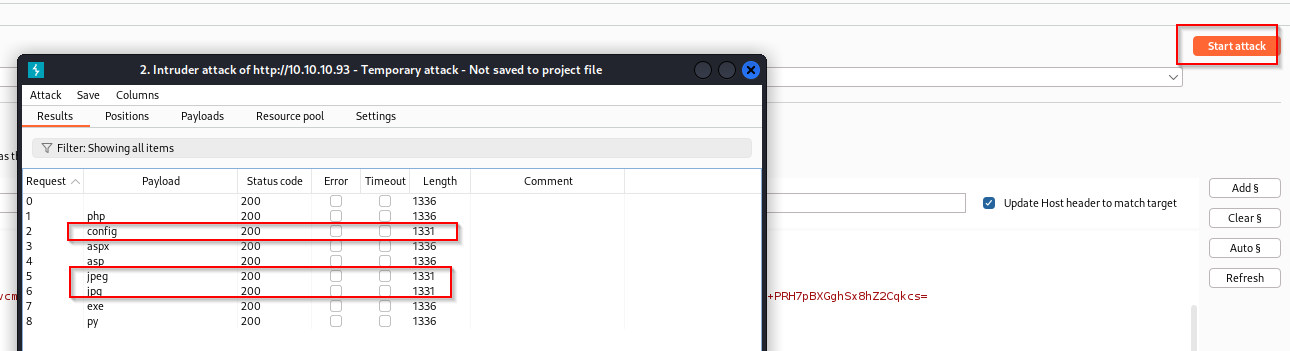 Start attack
2. Intruder attack of http://10.10.10.93 - Temporary attack - Not saved to project file
Attack Save Columns
Results Positions Payloads Resource pool Settings
Filter: Showing all items
Request Payload Status code Error Timeout Length Comment
0 200 1336
1 php 200 1336
2 config 200 1331
3 aspx 200 1336
4 asp 200 1336
5 jpeg 200 1331
6 jpg 200 1331
7 exe 200 1336
8 py 200 1336
Update Host header to match target
Add §
Clear §
Auto §
Refresh
+PRH7pBXGghSx8hZ2Cqkcs=